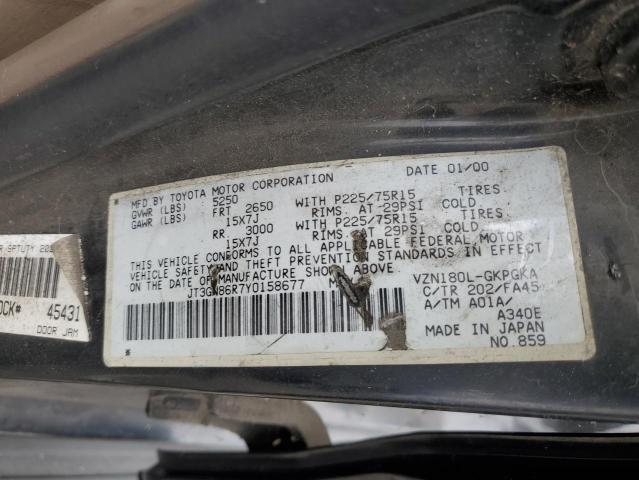 MFD BY TOYOTA MOTOR CORPORATION DATE 01/00
GVWR (LBS) 5250
GAWR (LBS) FRT 2650 WITH P225/75R15 TIRES
15X7J RIMS. AT 29PSI COLD.
RR 3000 WITH P225/75R15 TIRES
15X7J RIMS. AT 29PSI COLD.
THIS VEHICLE CONFORMS TO ALL APPLICABLE FEDERAL MOTOR
VEHICLE SAFETY AND THEFT PREVENTION STANDARDS IN EFFECT
ON THE DATE OF MANUFACTURE SHOWN ABOVE.
86R7Y0158677
VZN180L-GKPGKA
C/TR 202/FA45
A/TM A01A/
A340E
MADE IN JAPAN
NO.859
45431
DOOR JAM